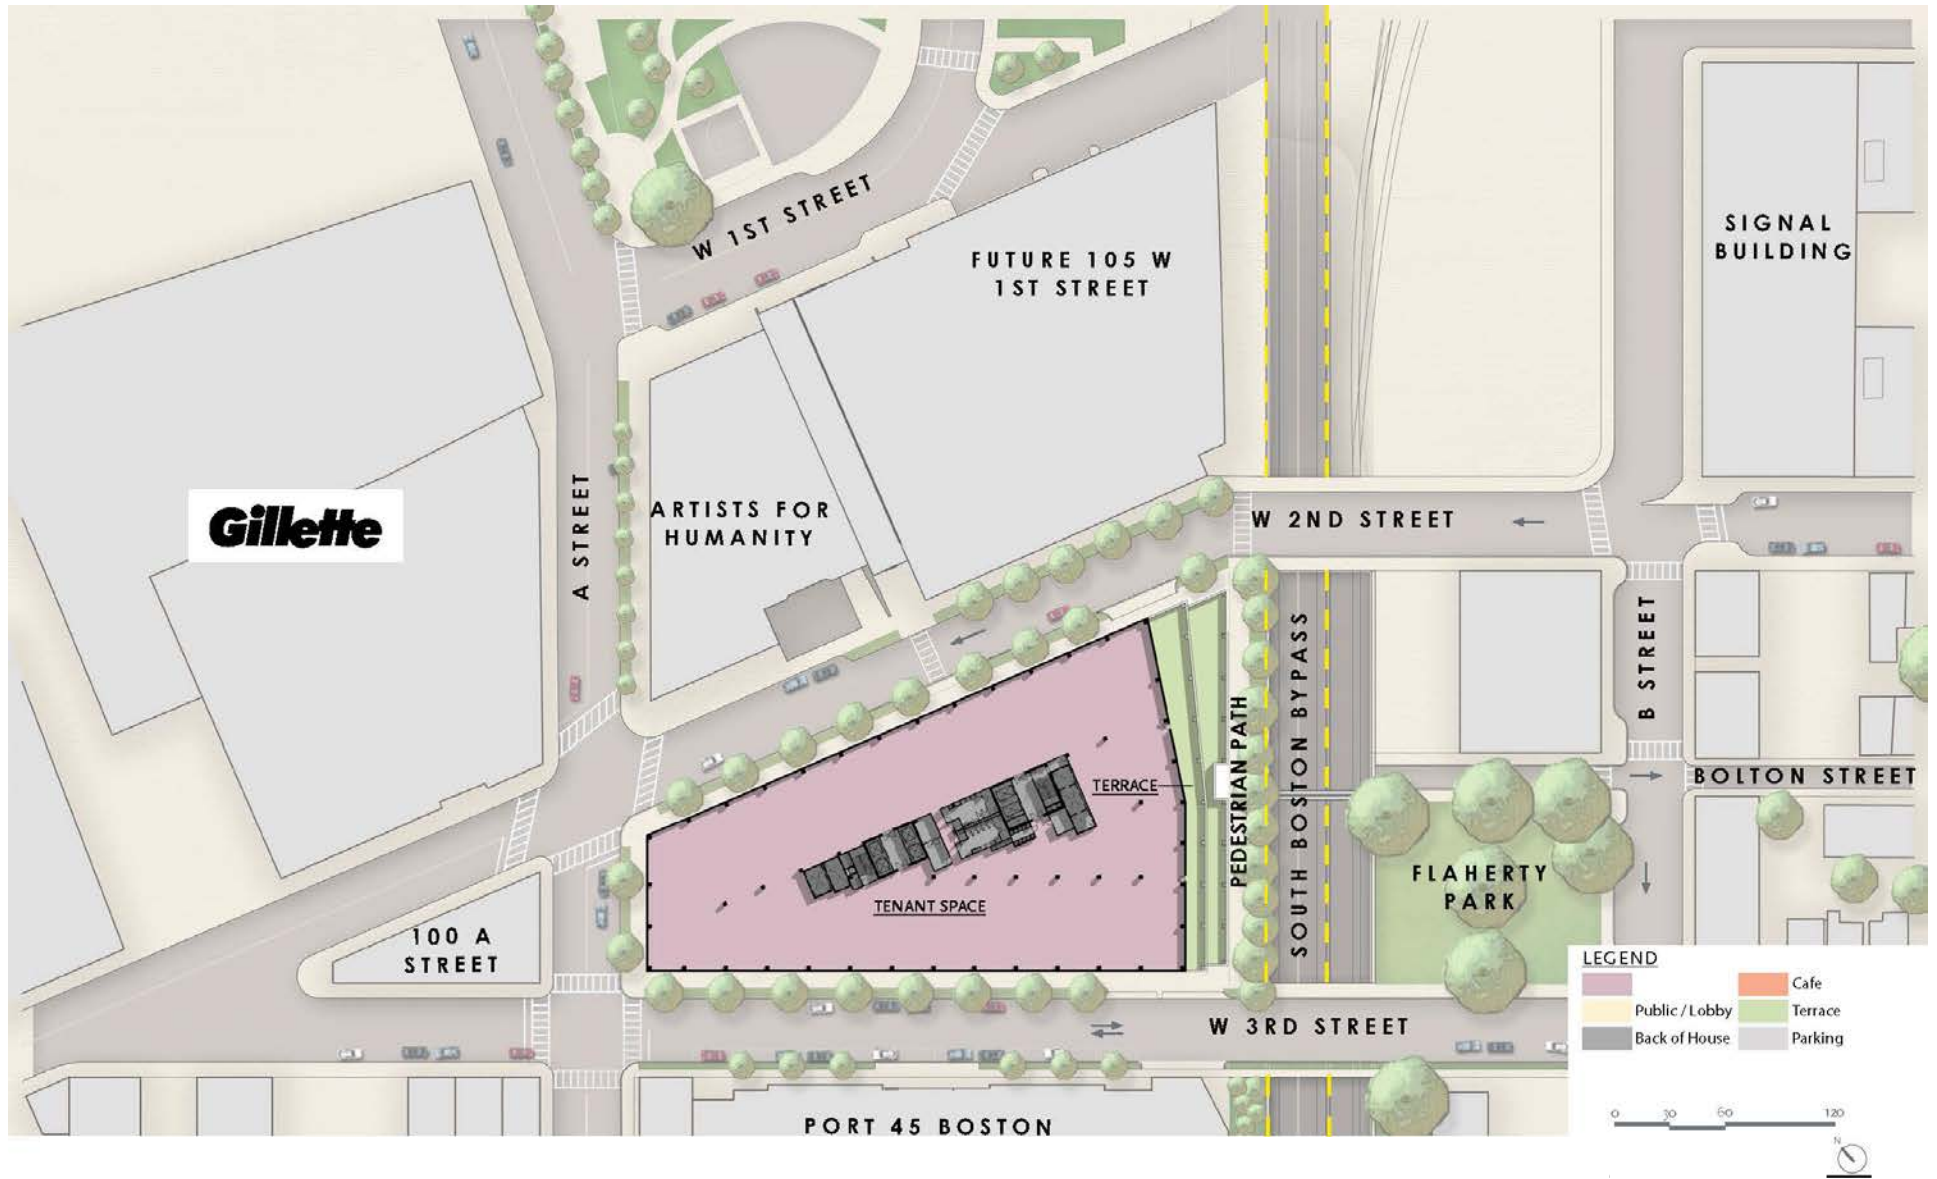 W 1ST STREET
FUTURE 105 W
1ST STREET
SIGNAL
BUILDING
Gillette
A STREET
ARTISTS FOR
HUMANITY
W 2ND STREET
B STREET
SOUTH BOSTON BYPASS
PEDESTRIAN PATH
TERRACE
BOLTON STREET
TENANT SPACE
FLAHERTY
PARK
100 A
STREET
W 3RD STREET
PORT 45 BOSTON
LEGEND
Cafe
Public / Lobby
Terrace
Back of House
Parking
0 30 60 120
N